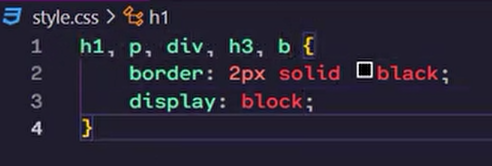 style.css > h1
1 h1, p, div, h3, b {
2 border: 2px solid black;
3 display: block;
4 }